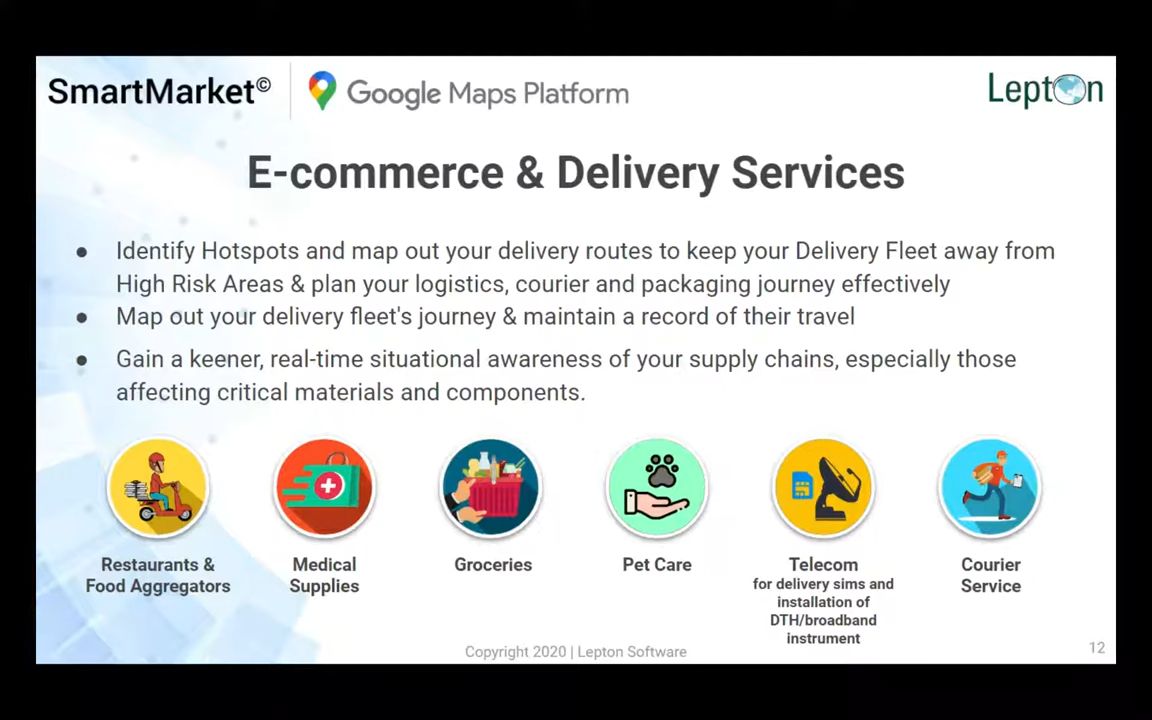 SmartMarket©
Google Maps Platform
Lepton
E-commerce & Delivery Services
● Identify Hotspots and map out your delivery routes to keep your Delivery Fleet away from
High Risk Areas & plan your logistics, courier and packaging journey effectively
● Map out your delivery fleet's journey & maintain a record of their travel
● Gain a keener, real-time situational awareness of your supply chains, especially those
affecting critical materials and components.
Restaurants &
Food Aggregators
Medical
Supplies
Groceries
Pet Care
Telecom
for delivery sims and
installation of
DTH/broadband
instrument
Courier
Service
Copyright 2020 | Lepton Software
12